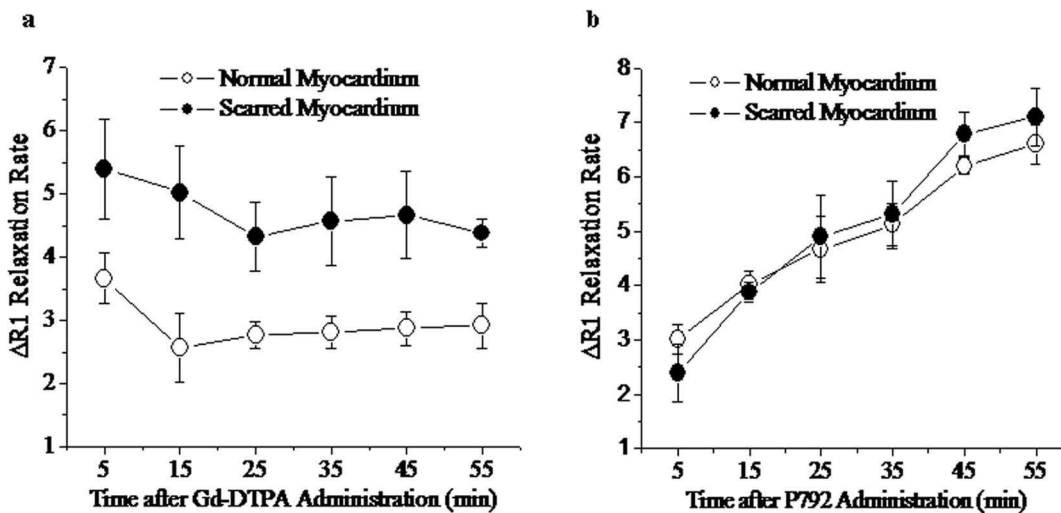 a
7
6
5
4
3
2
1
ΔR1 Relaxation Rate
Normal Myocardium
Scarred Myocardium
5 15 25 35 45 55
Time after Gd-DTPA Administration (min)
b
8
7
6
5
4
3
2
1
ΔR1 Relaxation Rate
Normal Myocardium
Scarred Myocardium
5 15 25 35 45 55
Time after P792 Administration (min)